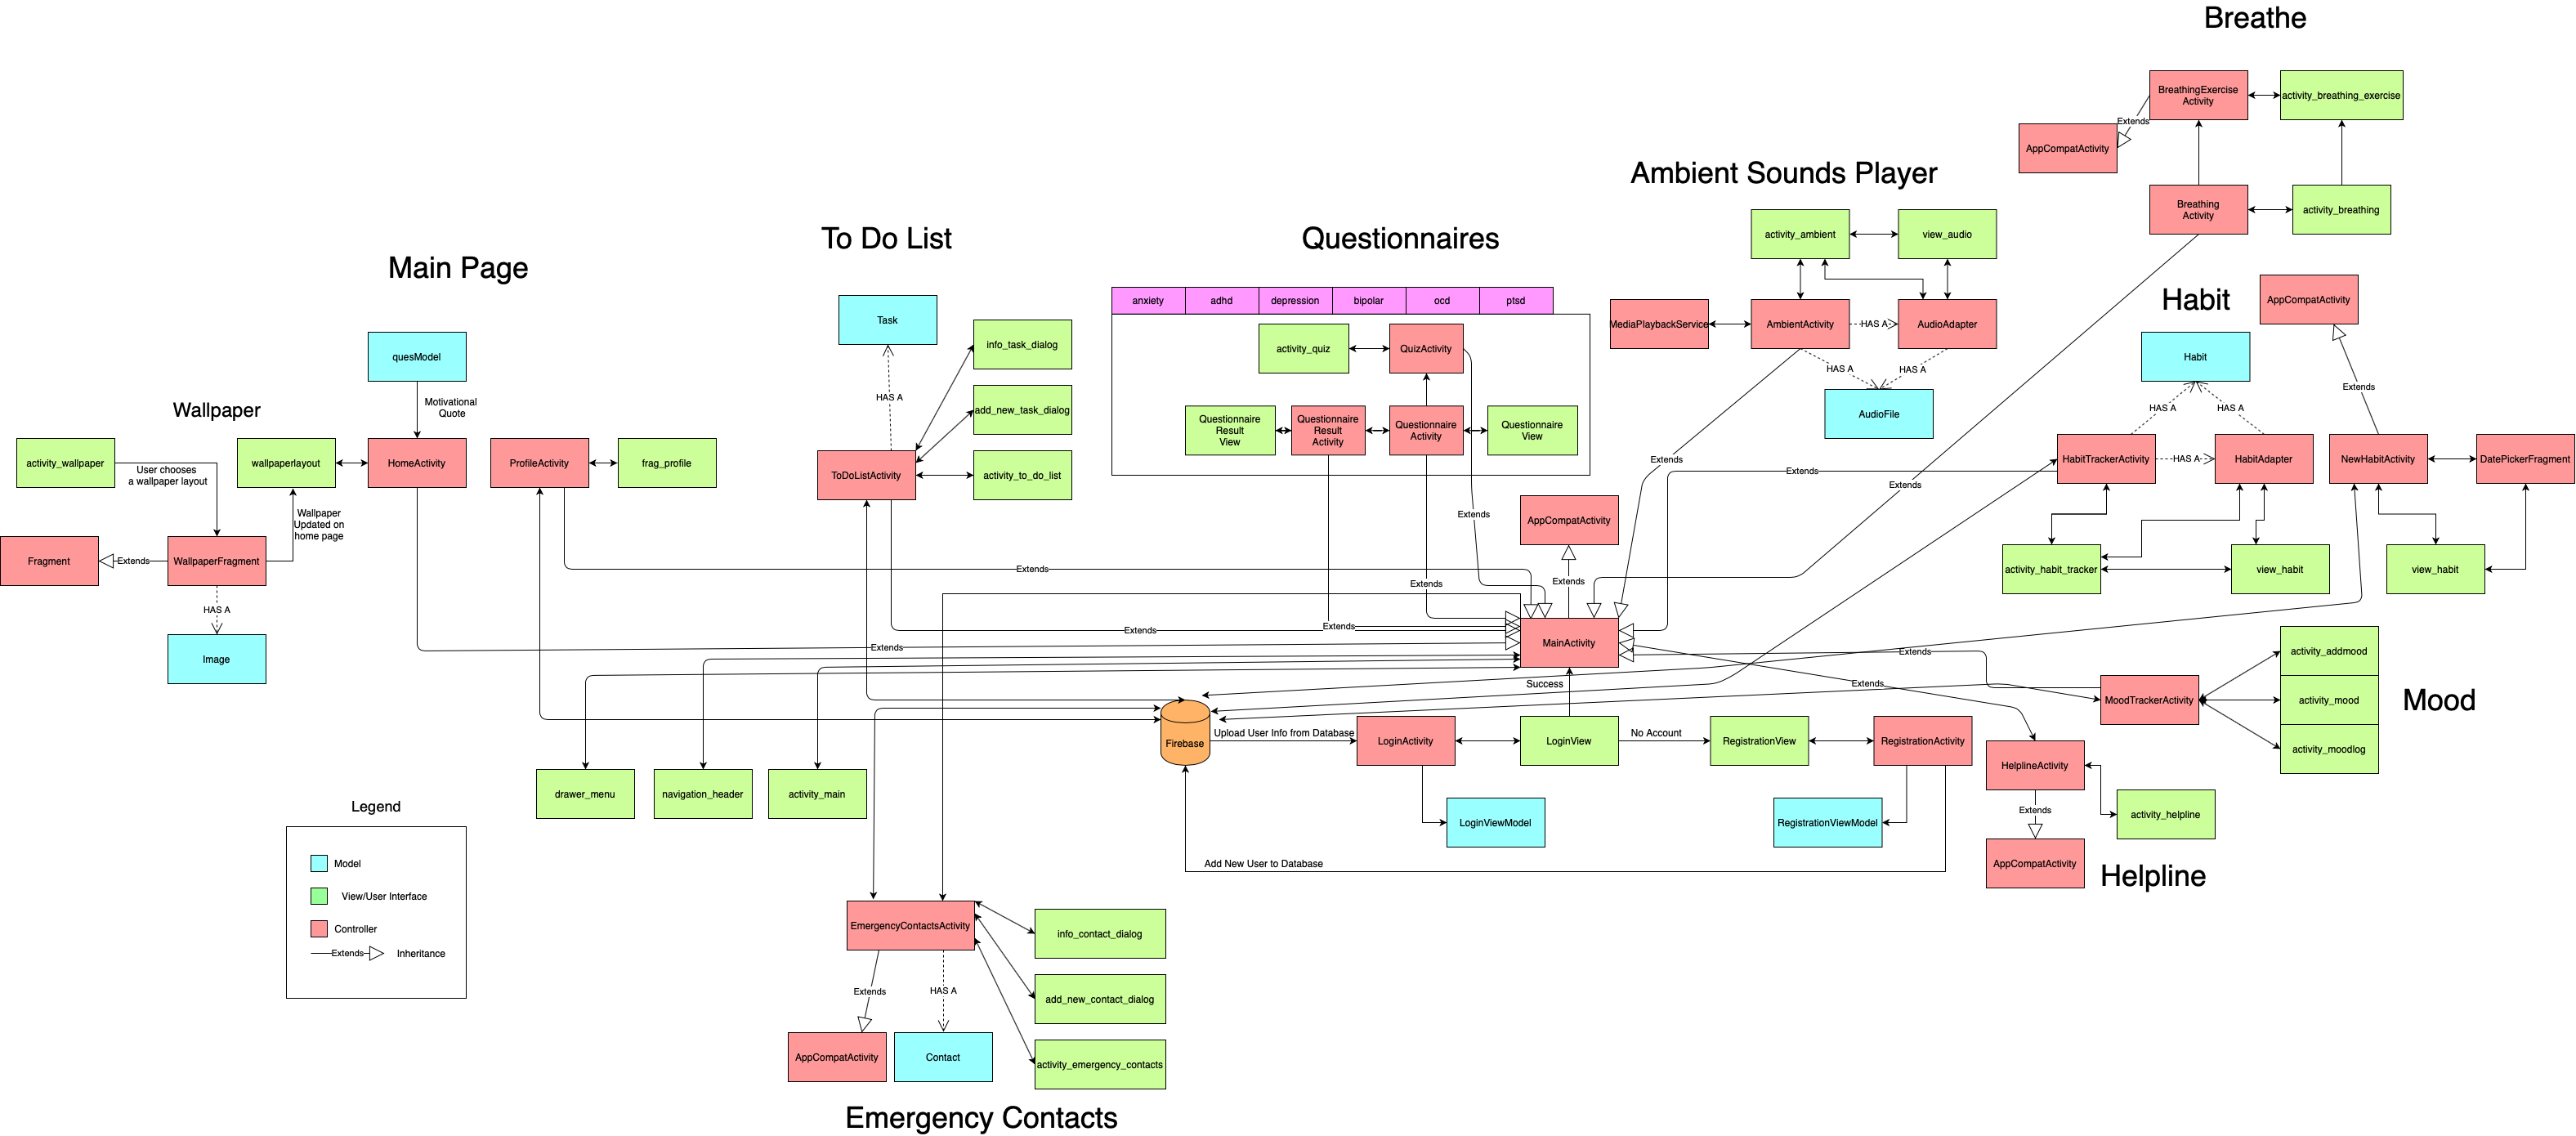 Breathe
BreathingExercise
Activity
activity_breathing_exercise
Extends
AppCompatActivity
Breathing
Activity
activity_breathing
Ambient Sounds Player
activity_ambient
view_audio
MediaPlaybackService
AmbientActivity
HAS A
AudioAdapter
HAS A
HAS A
AudioFile
Extends
To Do List
Task
info_task_dialog
HAS A
add_new_task_dialog
ToDoListActivity
activity_to_do_list
Questionnaires
anxiety
adhd
depression
bipolar
ocd
ptsd
activity_quiz
QuizActivity
Questionnaire
Result
View
Questionnaire
Result
Activity
Questionnaire
Activity
Questionnaire
View
Extends
Extends
Extends
Main Page
quesModel
Motivational
Quote
Wallpaper
activity_wallpaper
User chooses
a wallpaper layout
wallpaperlayout
HomeActivity
ProfileActivity
frag_profile
Wallpaper
Updated on
home page
Fragment
Extends
WallpaperFragment
HAS A
Image
Extends
Extends
Extends
Habit
AppCompatActivity
Habit
Extends
HAS A
HAS A
HabitTrackerActivity
HAS A
HabitAdapter
NewHabitActivity
DatePickerFragment
Extends
Extends
activity_habit_tracker
view_habit
view_habit
AppCompatActivity
Extends
MainActivity
Success
Extends
Extends
activity_addmood
MoodTrackerActivity
activity_mood
Mood
activity_moodlog
Firebase
Upload User Info from Database
LoginActivity
LoginView
No Account
RegistrationView
RegistrationActivity
HelplineActivity
LoginViewModel
RegistrationViewModel
Extends
activity_helpline
Add New User to Database
AppCompatActivity
Helpline
drawer_menu
navigation_header
activity_main
Legend
Model
View/User Interface
Controller
Extends
Inheritance
EmergencyContactsActivity
info_contact_dialog
Extends
HAS A
add_new_contact_dialog
AppCompatActivity
Contact
activity_emergency_contacts
Emergency Contacts